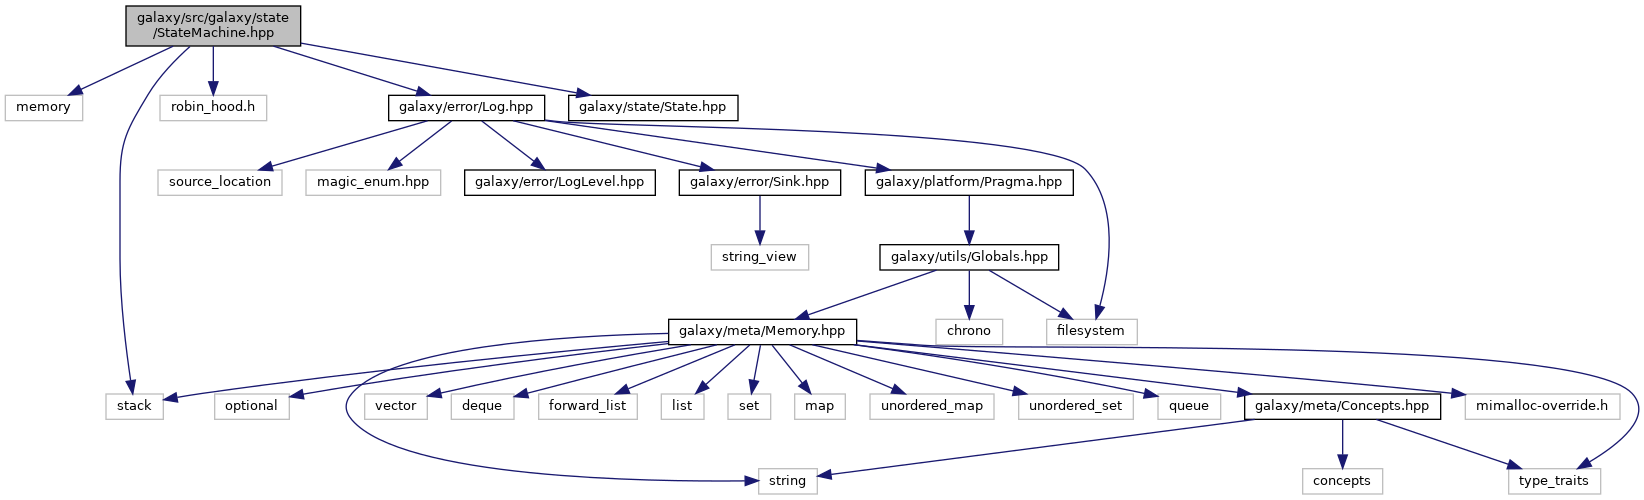 galaxy/src/galaxy/state
/StateMachine.hpp
memory
robin_hood.h
galaxy/error/Log.hpp
galaxy/state/State.hpp
source_location
magic_enum.hpp
galaxy/error/LogLevel.hpp
galaxy/error/Sink.hpp
galaxy/platform/Pragma.hpp
string_view
galaxy/utils/Globals.hpp
galaxy/meta/Memory.hpp
chrono
filesystem
stack
optional
vector
deque
forward_list
list
set
map
unordered_map
unordered_set
queue
galaxy/meta/Concepts.hpp
mimalloc-override.h
string
concepts
type_traits